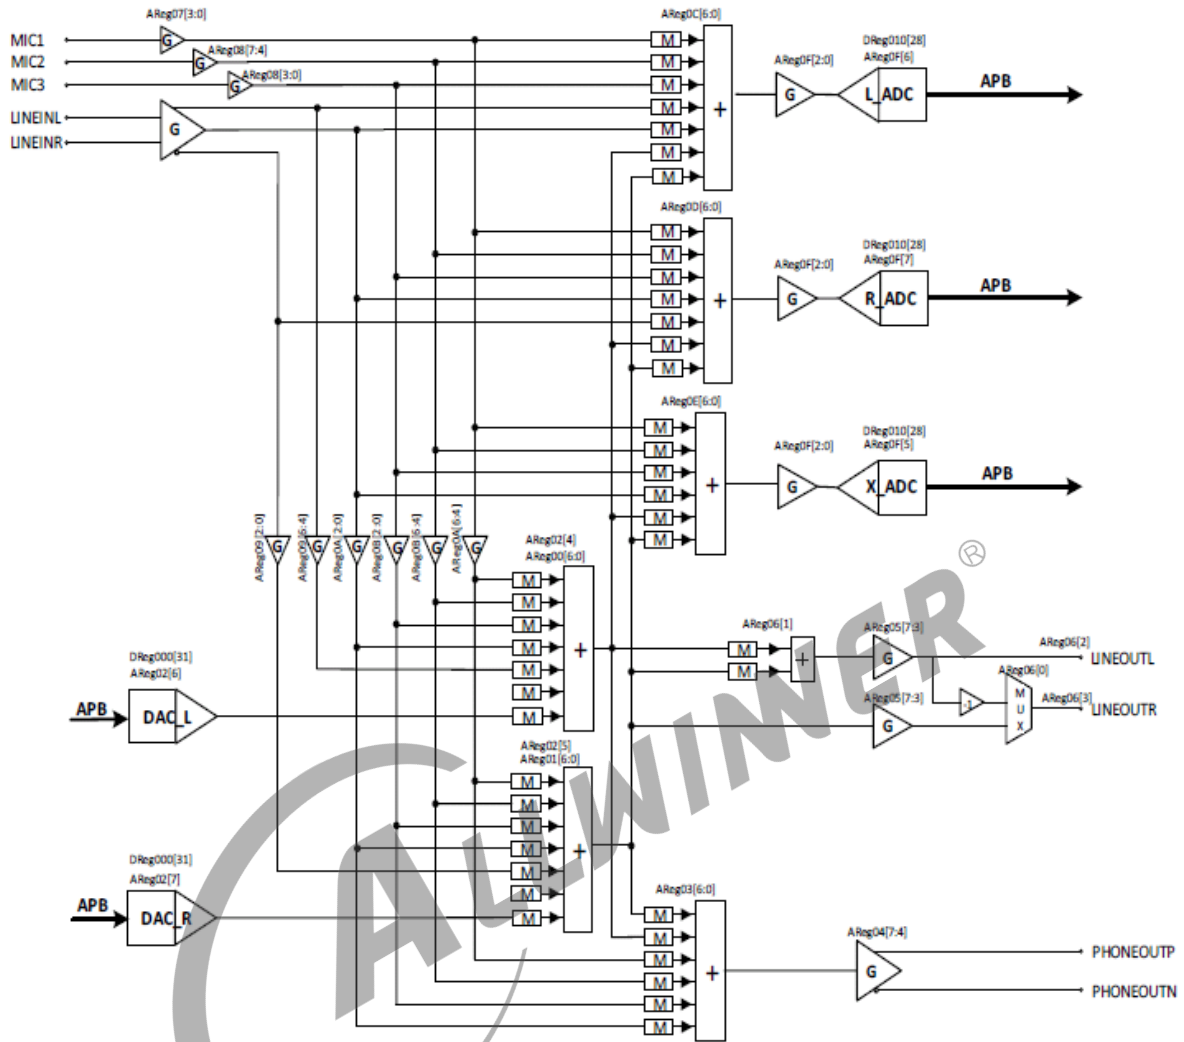 AReg07[3:0]
AReg0C[6:0]
MIC1
G
M
AReg08[7:4]
DReg010[28]
MIC2
G
M
AReg0F[2:0]
AReg0F[6]
AReg08[3:0]
MIC3
G
M
APB
G
L_ADC
M
+
LINEINL
G
M
LINEINR
M
M
AReg0D[6:0]
M
DReg010[28]
M
AReg0F[2:0]
AReg0F[7]
M
APB
M
+
G
R_ADC
M
M
M
AReg0E[6:0]
M
DReg010[28]
M
AReg0F[2:0]
AReg0F[5]
M
APB
M
+
G
X_ADC
M
M
AReg09[2:0]
AReg09[6:4]
AReg0A[2:0]
AReg0B[2:0]
AReg0B[6:4]
AReg0A[6:4]
G
G
G
G
G
G
AReg02[4]
AReg00[6:0]
M
M
M
M
+
M
M
M
AReg06[1]
AReg05[7:3]
AReg06[2]
M
M
+
G
LINEOUTL
AReg06[0]
DReg000[31]
AReg02[6]
APB
DAC_L
-1
M
U
X
AReg06[3]
LINEOUTR
AReg05[7:3]
G
AReg02[5]
AReg01[6:0]
M
M
M
M
+
M
M
M
DReg000[31]
AReg02[7]
APB
DAC_R
AReg03[6:0]
M
M
M
M
+
M
M
AReg04[7:4]
G
PHONEOUTP
PHONEOUTN
ALLWINNER®